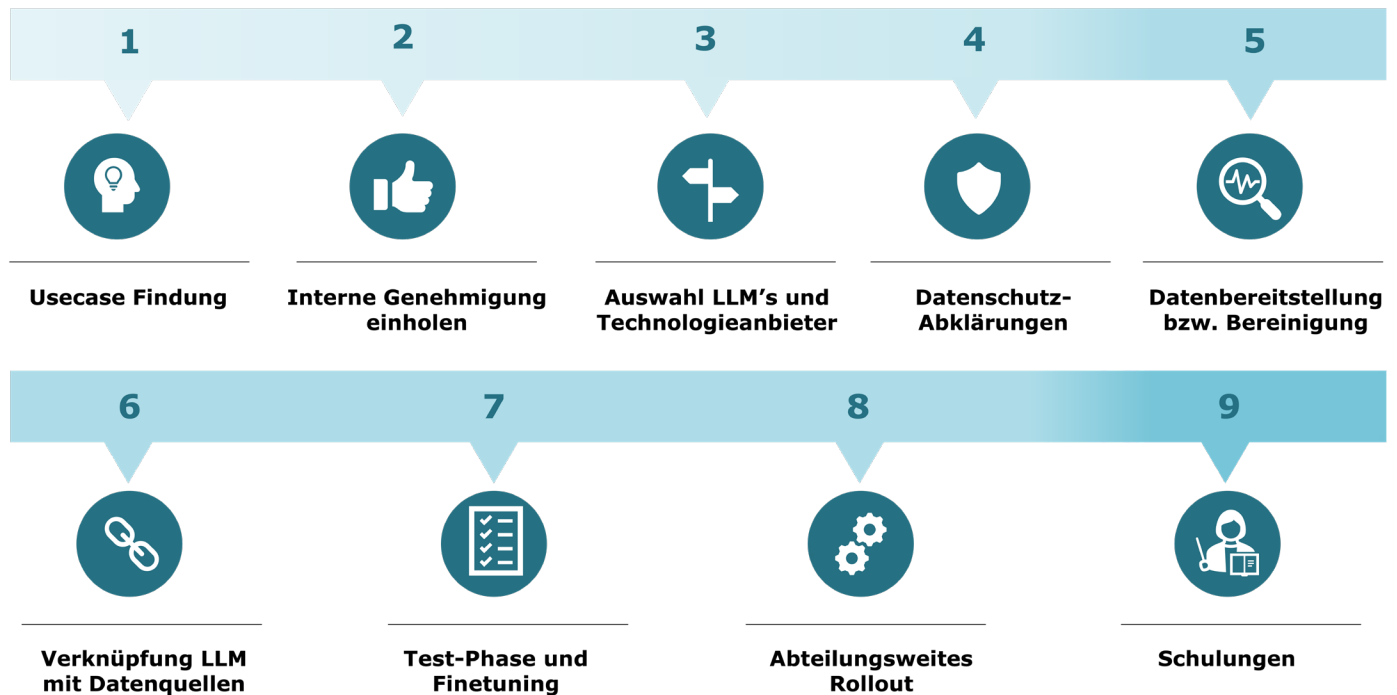 1
2
3
4
5
Usecase Findung
Interne Genehmigung
einholen
Auswahl LLM’s und
Technologieanbieter
Datenschutz-
Abklärungen
Datenbereitstellung
bzw. Bereinigung
6
7
8
9
Verknüpfung LLM
mit Datenquellen
Test-Phase und
Finetuning
Abteilungsweites
Rollout
Schulungen